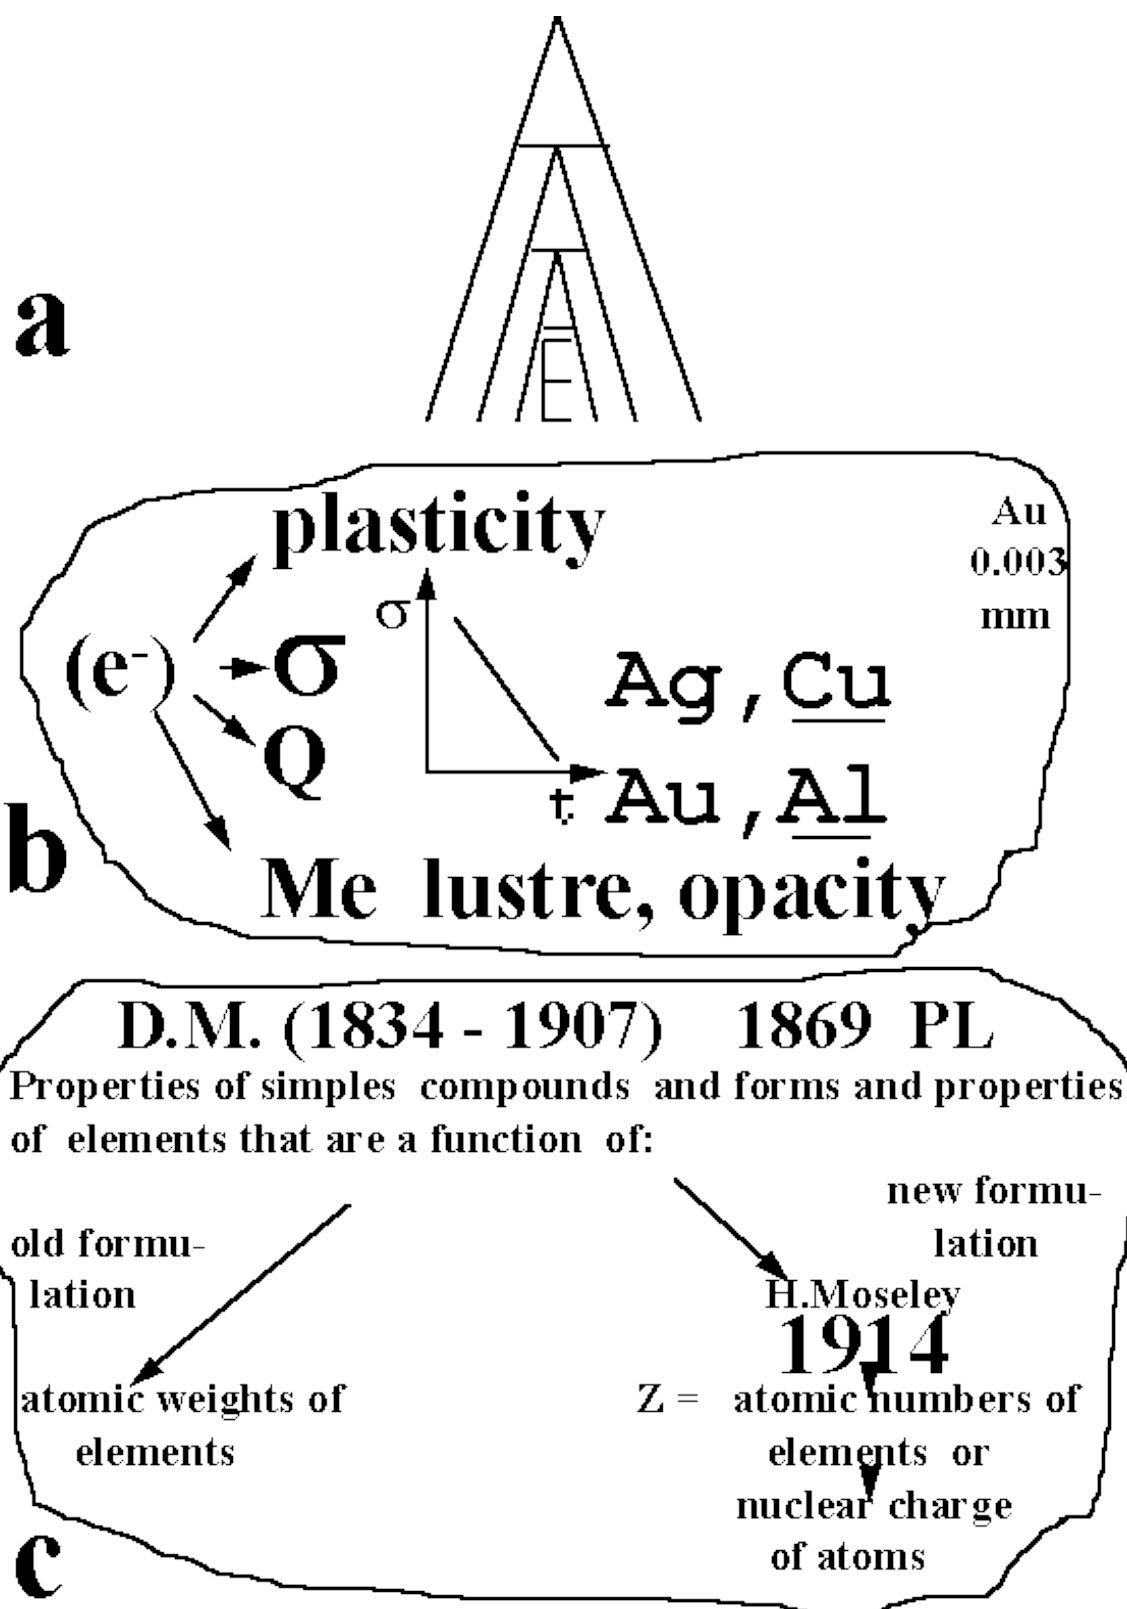 a
plasticity
Au
0.003
mm
σ
(e-)
σ
Ag, Cu
Q
t
Au, Al
b
Me lustre, opacity
D.M. (1834 - 1907) 1869 PL
Properties of simples compounds and forms and properties
of elements that are a function of:
new formu-
lation
old formu-
lation
H.Moseley
1914
atomic weights of
elements
Z = atomic numbers of
elements or
nuclear charge
of atoms
c